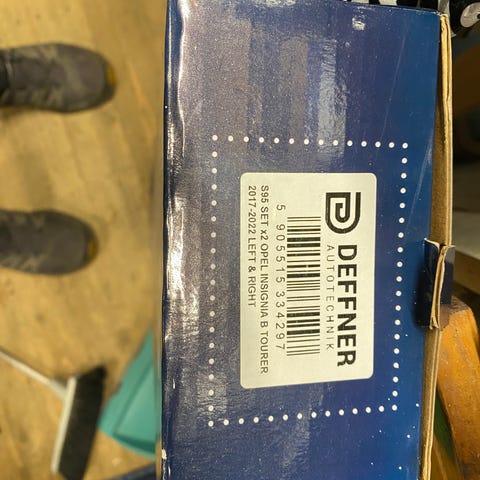 DEFFNER
AUTOTECHNIK
5 905515 334297
S95 SET x2 OPEL INSIGNIA B TOURER
2017-2022 LEFT & RIGHT